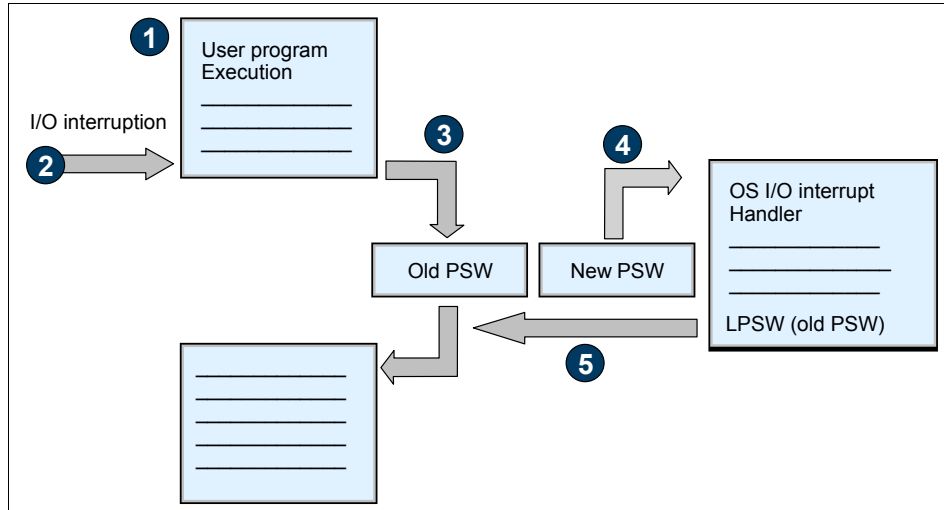 1
User program
Execution
I/O interruption
2
3
4
OS I/O interrupt
Handler
Old PSW
New PSW
LPSW (old PSW)
5